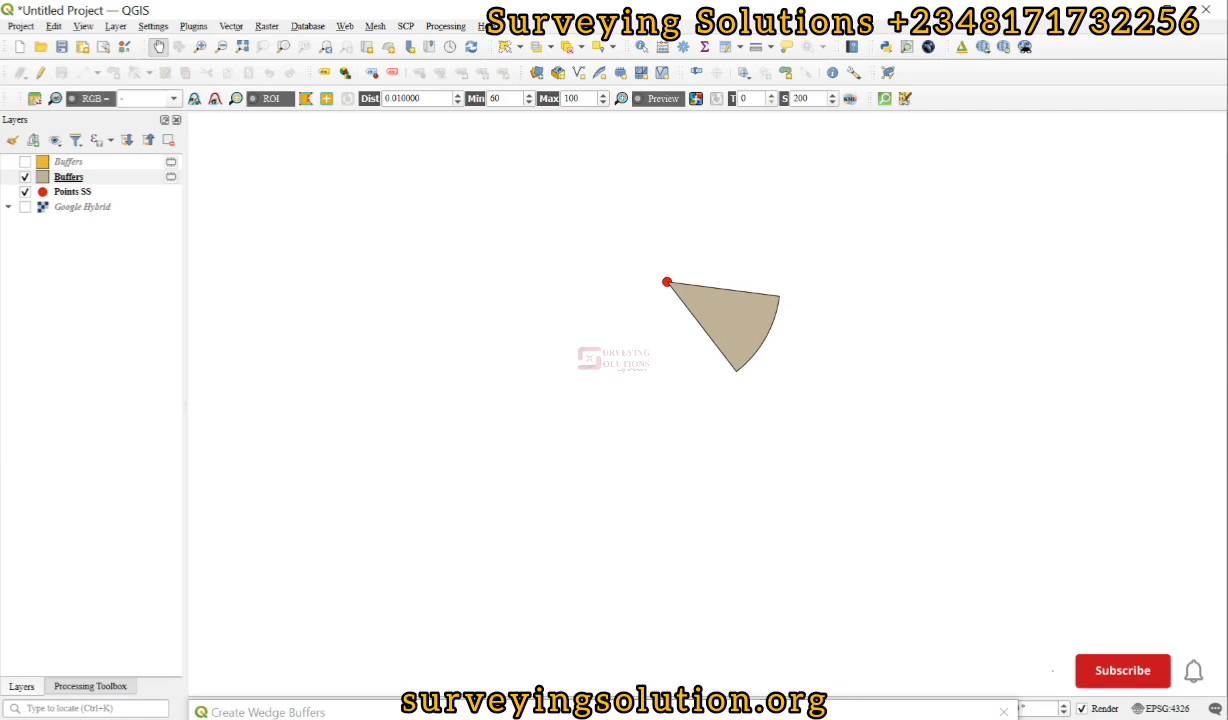 *Untitled Project — QGIS
Surveying Solutions +2348171732256
Project Edit View Layer Settings Plugins Vector Raster Database Web Mesh SCP Processing
RGB = - ROI Dist 0.010000 Min 60 Max 100 Preview T 0 S 200
Layers
Buffers
Buffers
Points SS
Google Hybrid
SURVEYING
SOLUTIONS
Subscribe
Layers Processing Toolbox
Type to locate (Ctrl+K)
Create Wedge Buffers
surveyingsolution.org
Render EPSG:4326